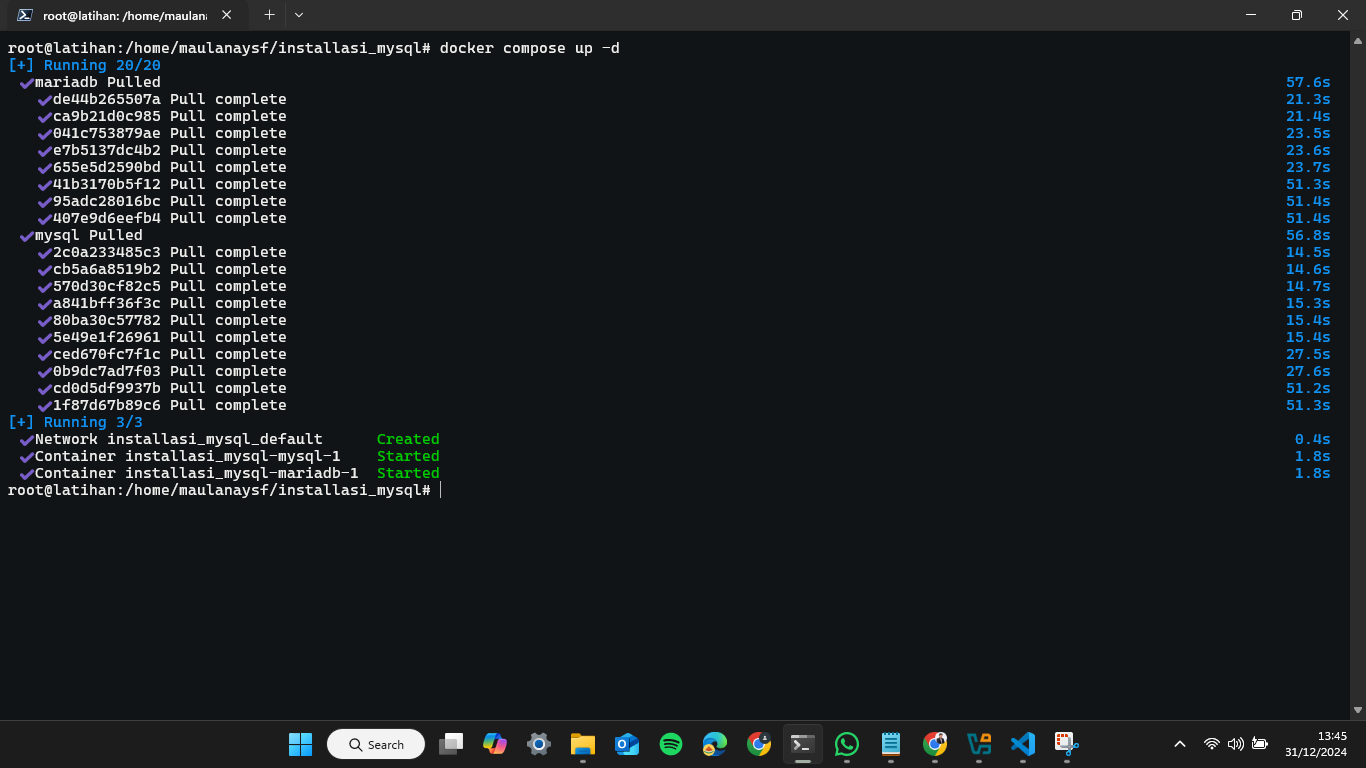 root@latihan: /home/maulana
root@latihan:/home/maulanaysf/installasi_mysql# docker compose up -d
[+] Running 20/20
✔mariadb Pulled 57.6s
✔de44b265507a Pull complete 21.3s
✔ca9b21d0c985 Pull complete 21.4s
✔041c753879ae Pull complete 23.5s
✔e7b5137dc4b2 Pull complete 23.6s
✔655e5d2590bd Pull complete 23.7s
✔41b3170b5f12 Pull complete 51.3s
✔95adc28016bc Pull complete 51.4s
✔407e9d6eefb4 Pull complete 51.4s
✔mysql Pulled 56.8s
✔2c0a233485c3 Pull complete 14.5s
✔cb5a6a8519b2 Pull complete 14.6s
✔570d30cf82c5 Pull complete 14.7s
✔a841bff36f3c Pull complete 15.3s
✔80ba30c57782 Pull complete 15.4s
✔5e49e1f26961 Pull complete 15.4s
✔ced670fc7f1c Pull complete 27.5s
✔0b9dc7ad7f03 Pull complete 27.6s
✔cd0d5df9937b Pull complete 51.2s
✔1f87d67b89c6 Pull complete 51.3s
[+] Running 3/3
✔Network installasi_mysql_default Created 0.4s
✔Container installasi_mysql-mysql-1 Started 1.8s
✔Container installasi_mysql-mariadb-1 Started 1.8s
root@latihan:/home/maulanaysf/installasi_mysql#
Search
13:45
31/12/2024